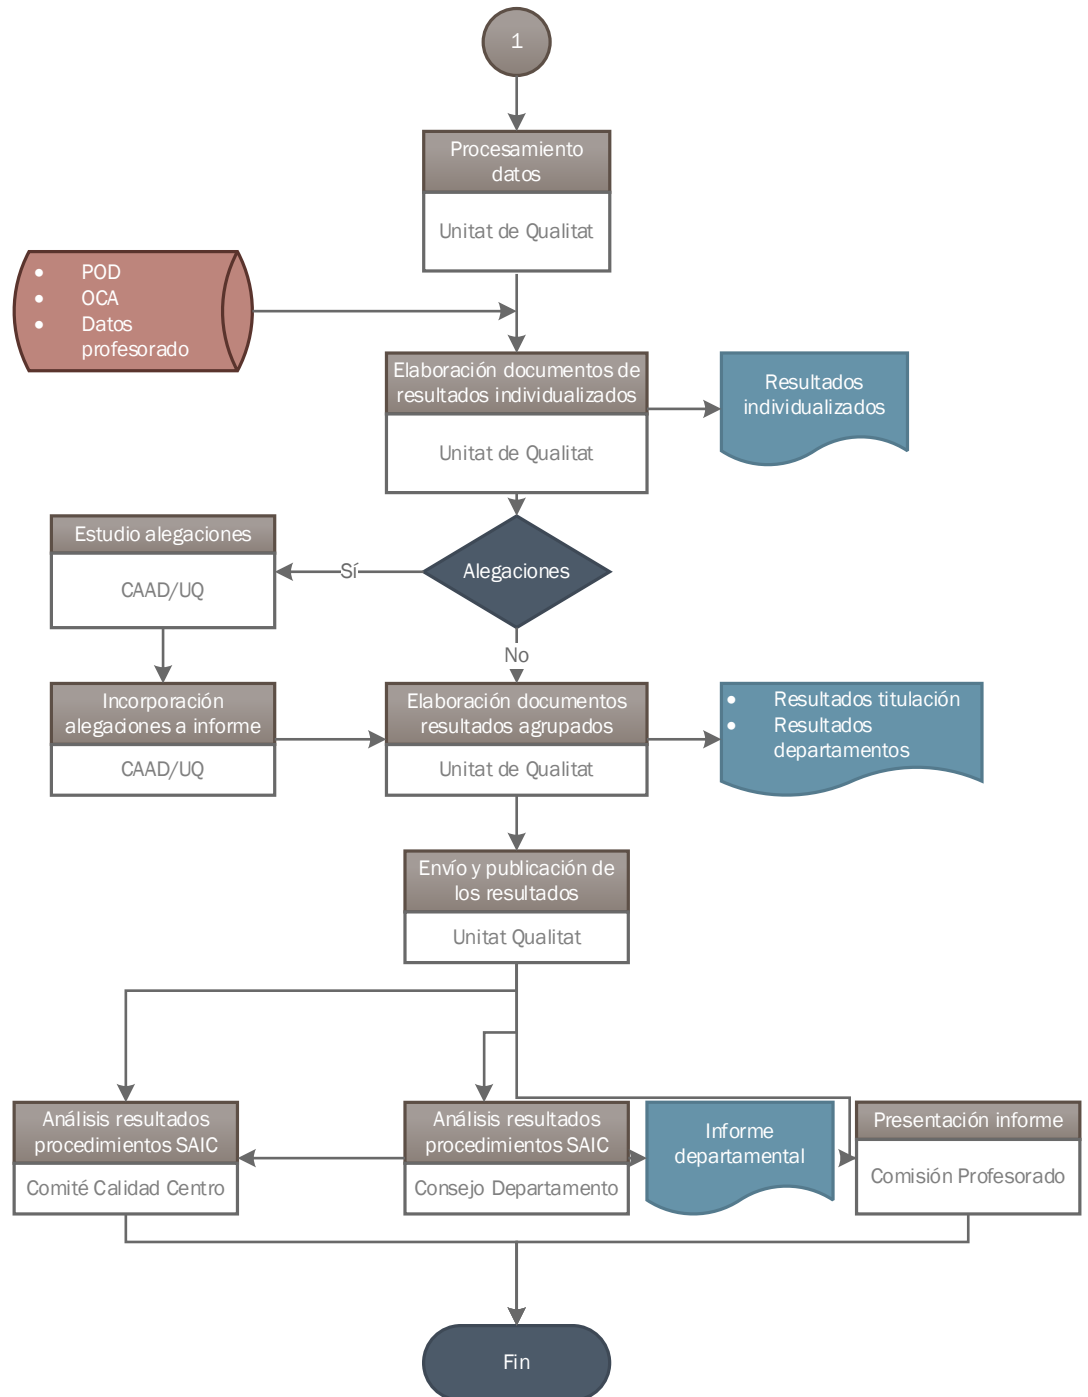 1
Procesamiento
datos
Unitat de Qualitat
• POD
• OCA
• Datos
profesorado
Elaboración documentos de
resultados individualizados
Unitat de Qualitat
Resultados
individualizados
Alegaciones
Sí
Estudio alegaciones
CAAD/UQ
No
Incorporación
alegaciones a informe
CAAD/UQ
Elaboración documentos
resultados agrupados
Unitat de Qualitat
• Resultados titulación
• Resultados
departamentos
Envío y publicación de
los resultados
Unitat Qualitat
Análisis resultados
procedimientos SAIC
Comité Calidad Centro
Análisis resultados
procedimientos SAIC
Consejo Departamento
Informe
departamental
Presentación informe
Comisión Profesorado
Fin